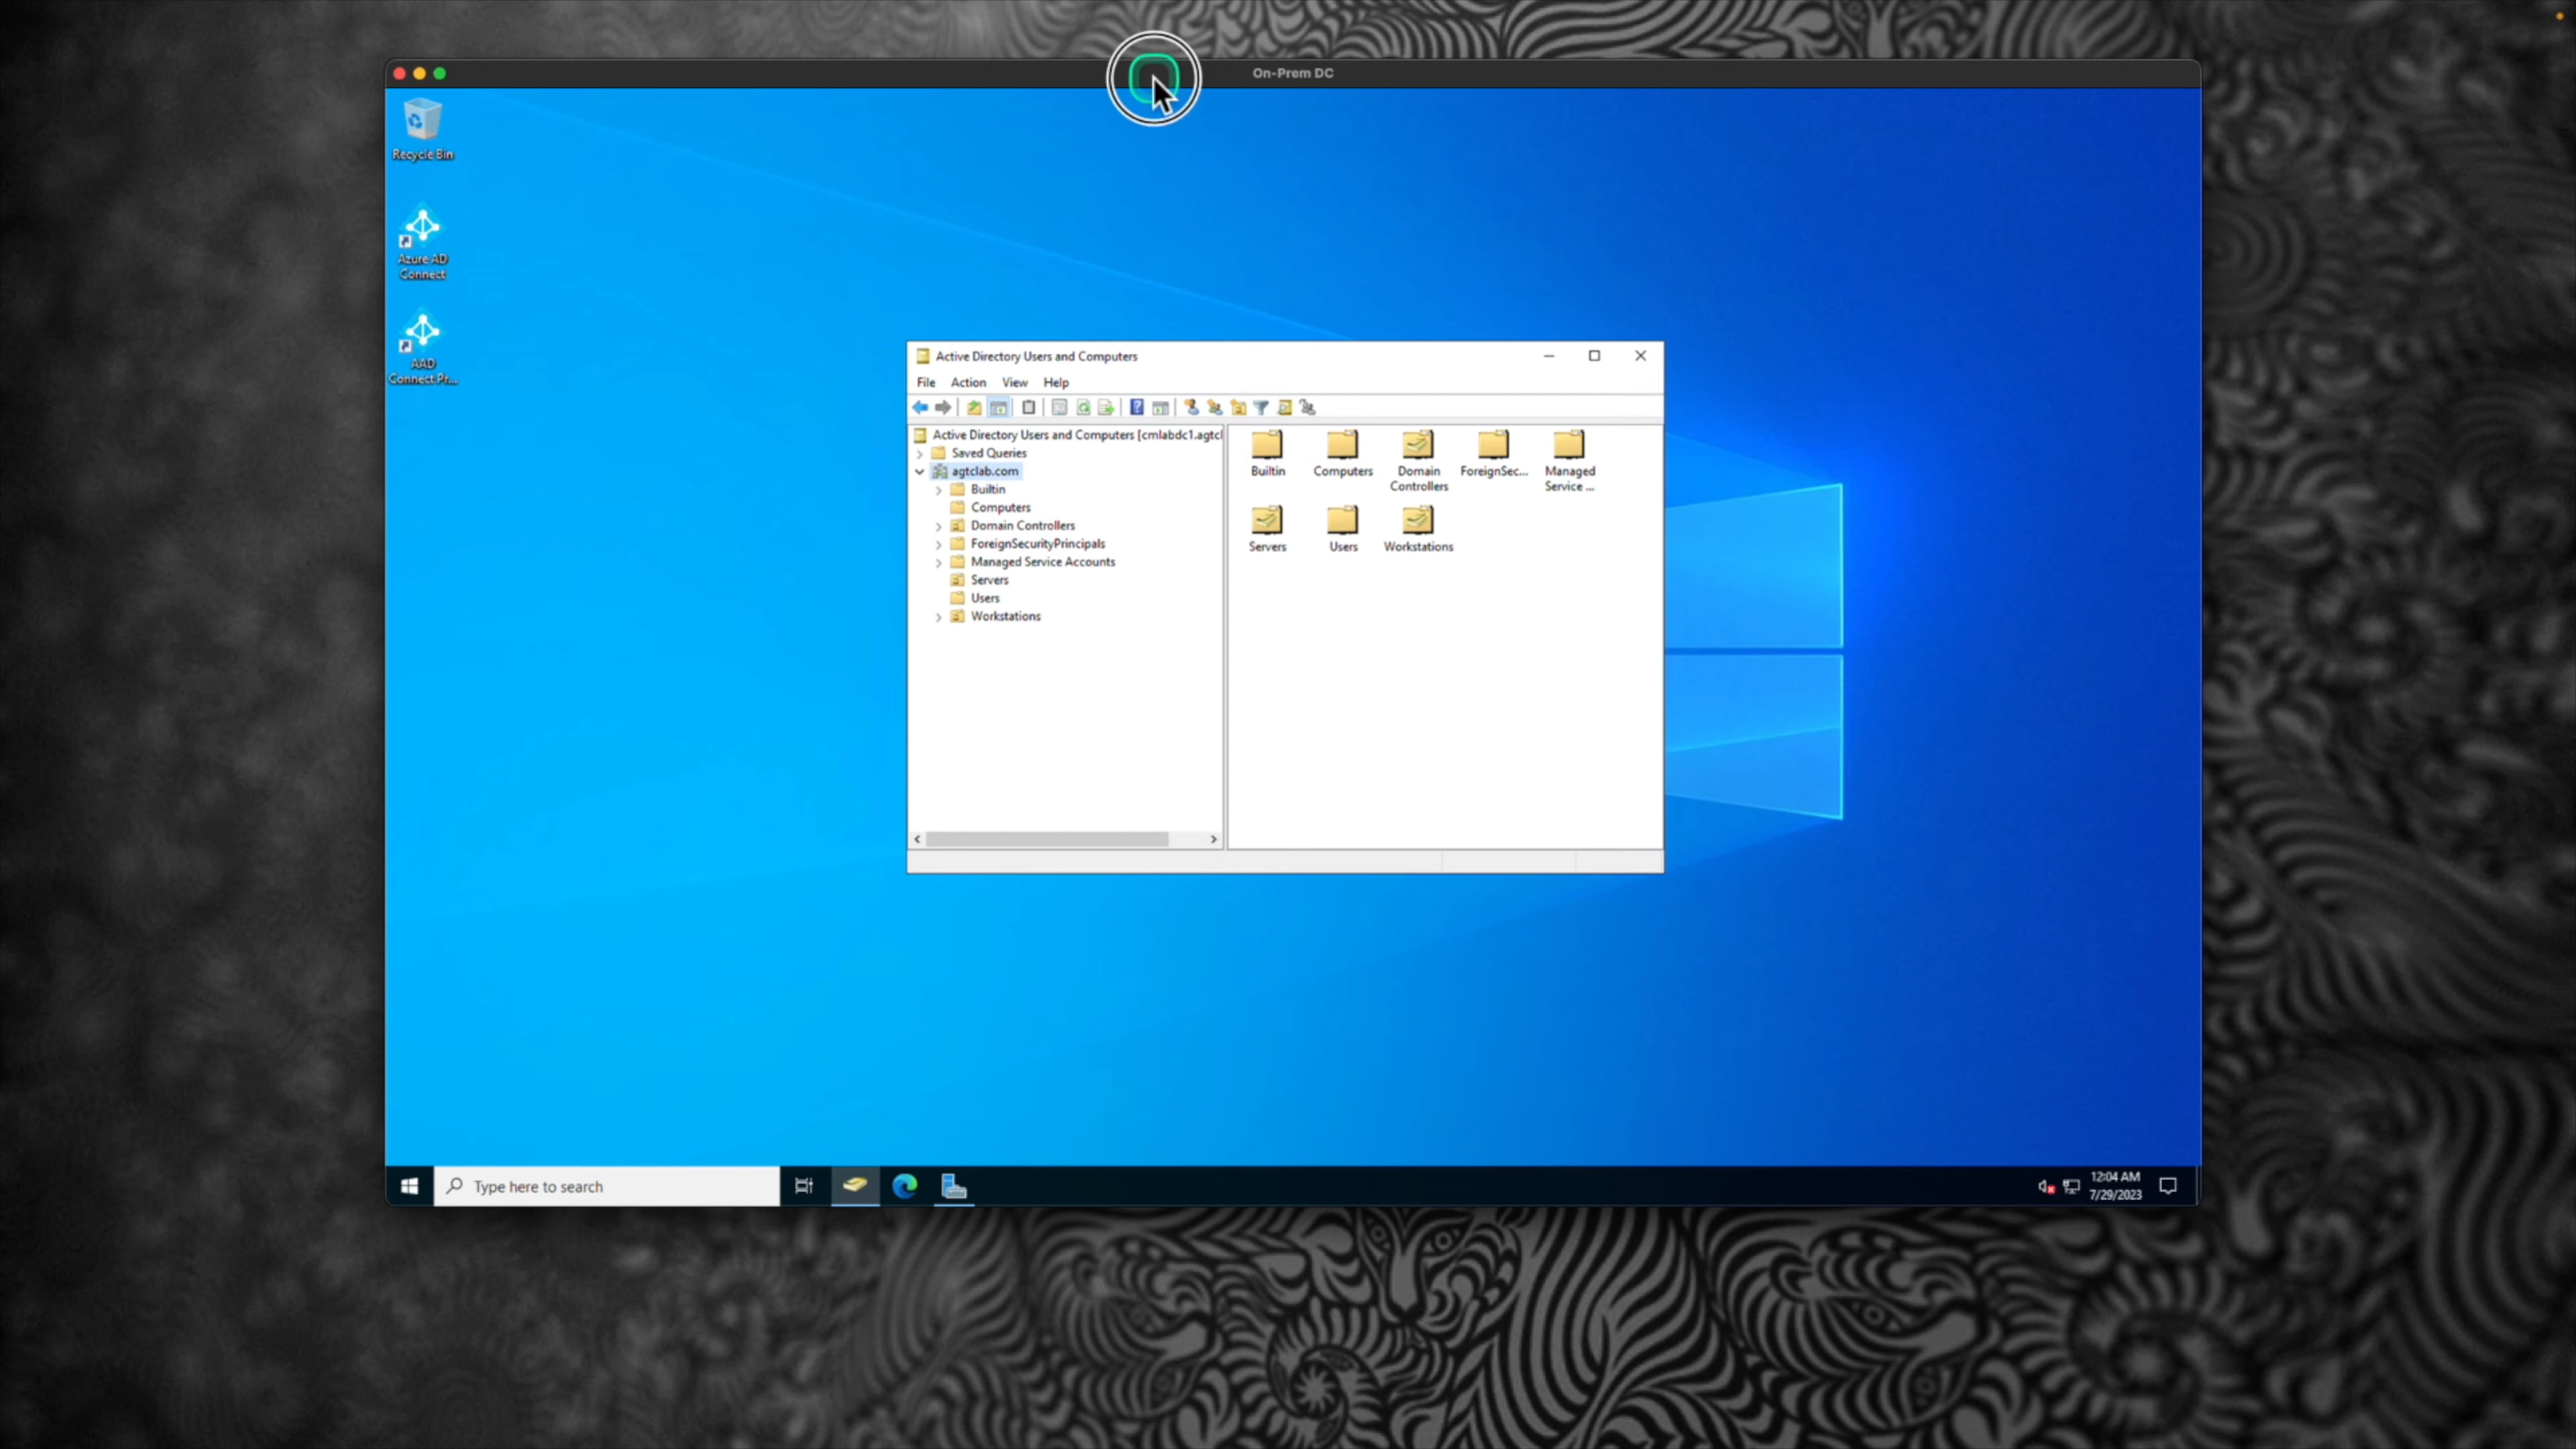 On-Prem DC
Recycle Bin
Azure AD
Connect
AAD
Connect Pr...
Active Directory Users and Computers
File Action View Help
Active Directory Users and Computers [cmlabdc1.agtcl
Saved Queries
agtclab.com
Builtin
Computers
Domain Controllers
ForeignSecurityPrincipals
Managed Service Accounts
Servers
Users
Workstations
Builtin Computers Domain ForeignSec... Managed
Controllers Service ...
Servers Users Workstations
Type here to search
12:04 AM
7/29/2023